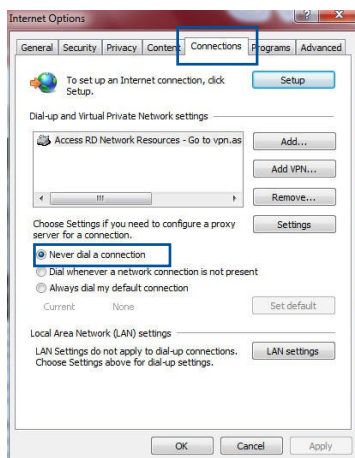 Internet Options
General Security Privacy Content Connections Programs Advanced
To set up an Internet connection, click
Setup.
Setup
Dial-up and Virtual Private Network settings
Access RD Network Resources - Go to vpn.as
Add...
Add VPN...
Remove...
Choose Settings if you need to configure a proxy
server for a connection.
Settings
Never dial a connection
Dial whenever a network connection is not present
Always dial my default connection
Current None
Set default
Local Area Network (LAN) settings
LAN Settings do not apply to dial-up connections.
Choose Settings above for dial-up settings.
LAN settings
OK Cancel Apply